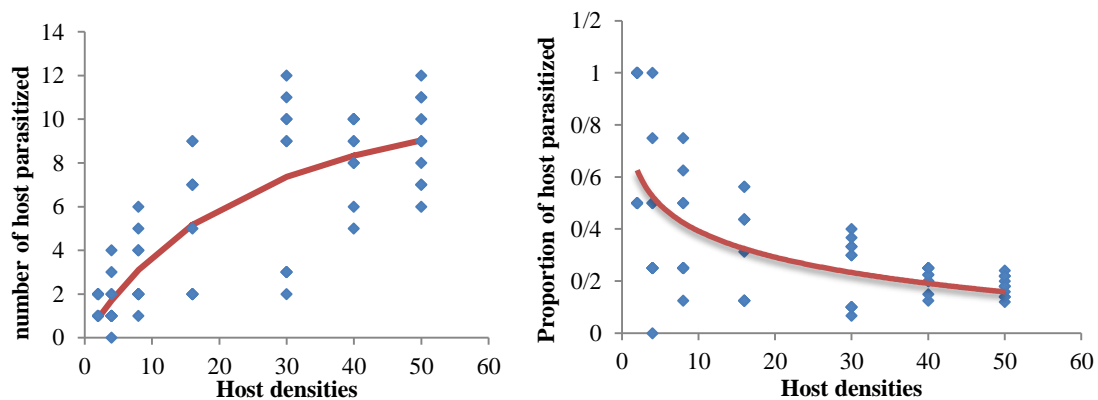 number of host parasitized
14
12
10
8
6
4
2
0
0 10 20 30 40 50 60
Host densities
Proportion of host parasitized
1/2
1
0/8
0/6
0/4
0/2
0
0 10 20 30 40 50 60
Host densities